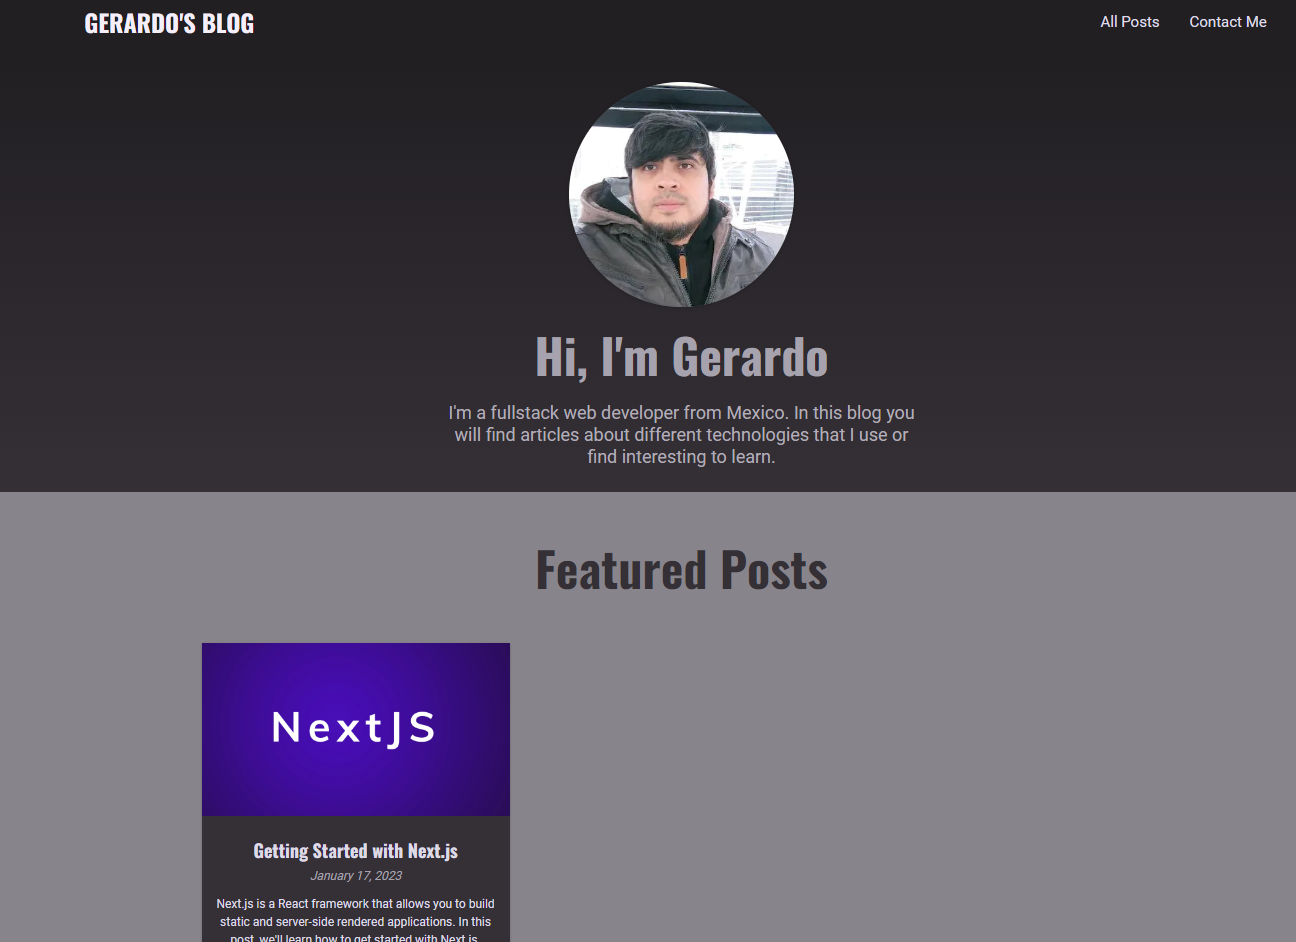 GERARDO'S BLOG
All Posts
Contact Me
Hi, I'm Gerardo
I'm a fullstack web developer from Mexico. In this blog you
will find articles about different technologies that I use or
find interesting to learn.
Featured Posts
NextJS
Getting Started with Next.js
January 17, 2023
Next.js is a React framework that allows you to build
static and server-side rendered applications. In this
post, we'll learn how to get started with Next.js.